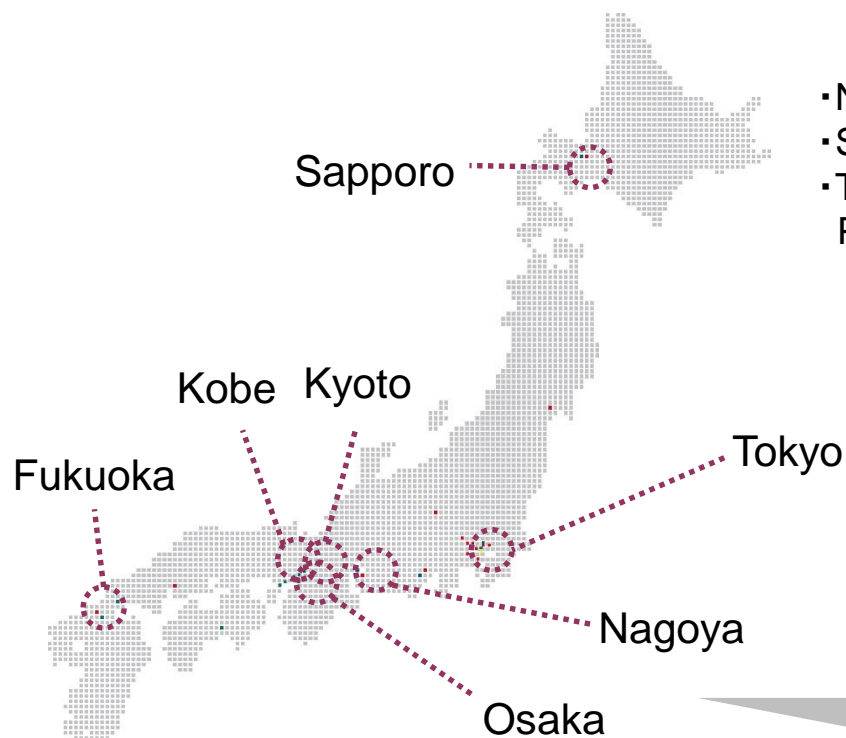 ・N
・S
Sapporo
・T
F
Kobe
Kyoto
Tokyo
Fukuoka
Nagoya
Osaka